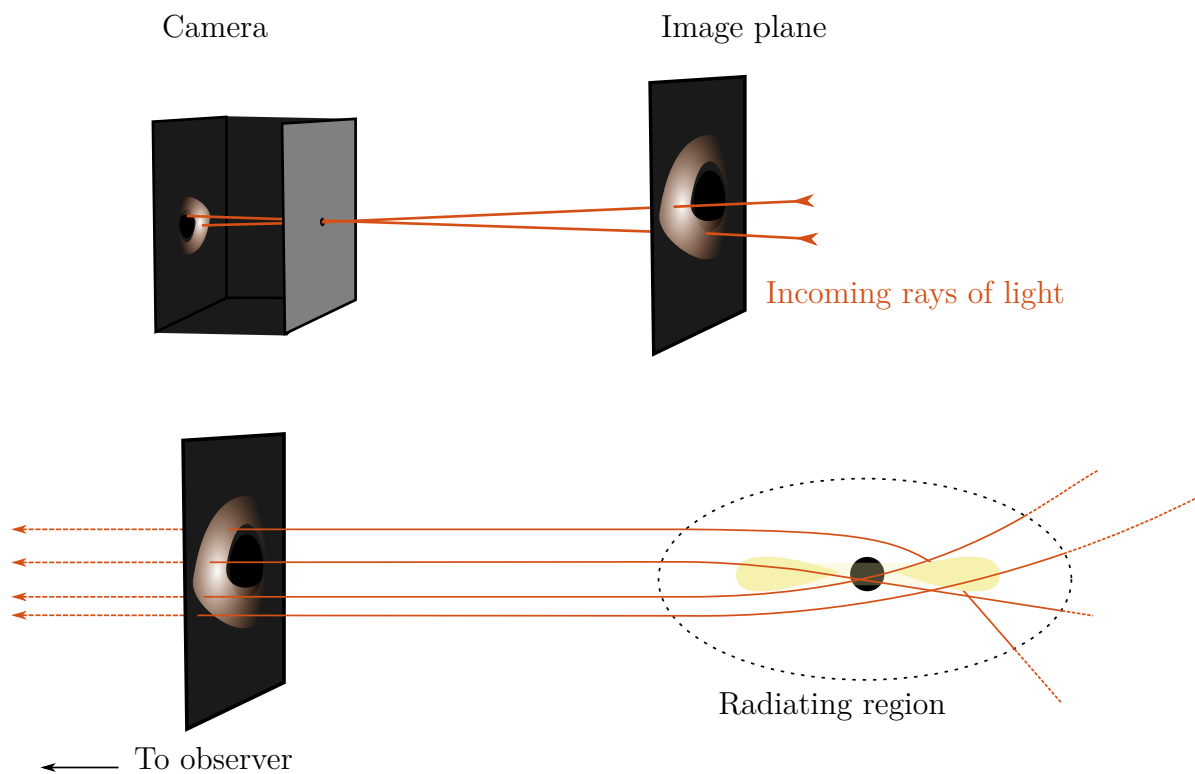 Camera
Image plane
Incoming rays of light
Radiating region
To observer